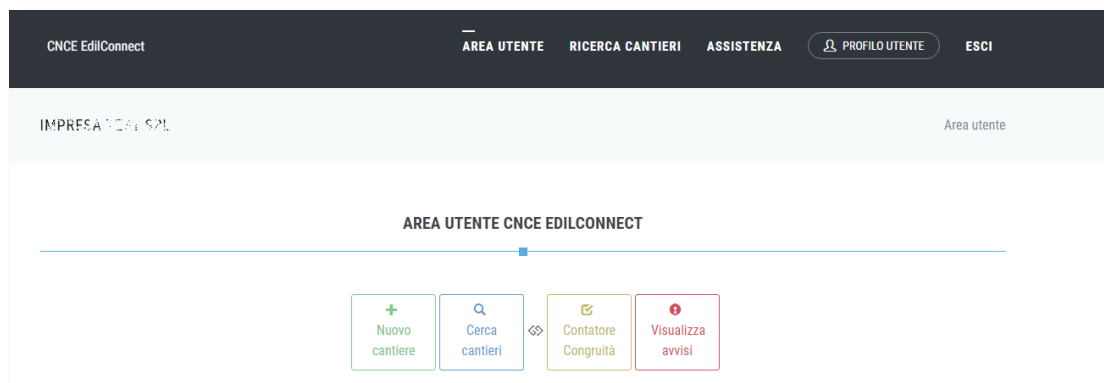 CNCE EdilConnect
AREA UTENTE RICERCA CANTIERI ASSISTENZA PROFILO UTENTE ESCI
IMPRESA SRL
Area utente
AREA UTENTE CNCE EDILCONNECT
Nuovo cantiere
Cerca cantieri
Contatore Congruità
Visualizza avvisi